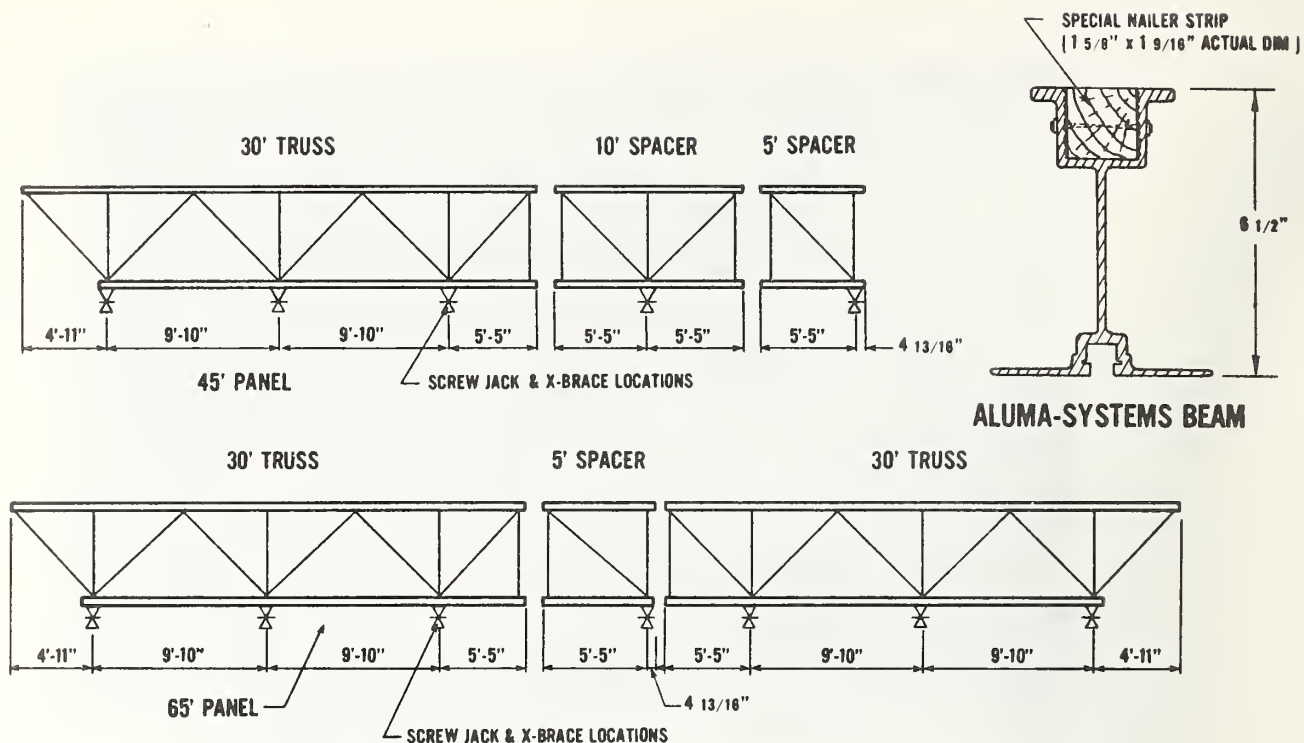 SPECIAL NAILER STRIP
[1 5/8" x 1 9/16" ACTUAL DIM]
30' TRUSS
10' SPACER
5' SPACER
6 1/2"
4'-11"
9'-10"
9'-10"
5'-5"
5'-5"
5'-5"
5'-5"
4 13/16"
45' PANEL
SCREW JACK & X-BRACE LOCATIONS
ALUMA-SYSTEMS BEAM
30' TRUSS
5' SPACER
30' TRUSS
4'-11"
9'-10"
9'-10"
5'-5"
5'-5"
5'-5"
9'-10"
9'-10"
4'-11"
4 13/16"
65' PANEL
SCREW JACK & X-BRACE LOCATIONS